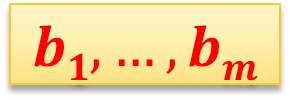 b₁, … , bₘ